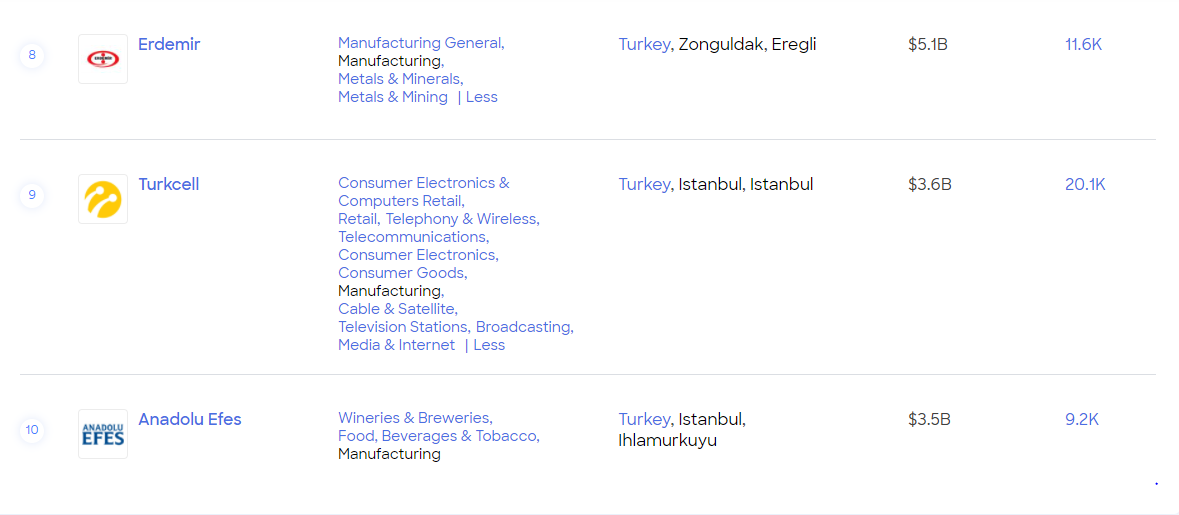 8
ERDEMIR
Erdemir
Manufacturing General,
Manufacturing,
Metals & Minerals,
Metals & Mining | Less
Turkey, Zonguldak, Eregli
$5.1B
11.6K
9
Turkcell
Consumer Electronics &
Computers Retail,
Retail, Telephony & Wireless,
Telecommunications,
Consumer Electronics,
Consumer Goods,
Manufacturing,
Cable & Satellite,
Television Stations, Broadcasting,
Media & Internet | Less
Turkey, Istanbul, Istanbul
$3.6B
20.1K
10
ANADOLU
EFES
Anadolu Efes
Wineries & Breweries,
Food, Beverages & Tobacco,
Manufacturing
Turkey, Istanbul,
Ihlamurkuyu
$3.5B
9.2K